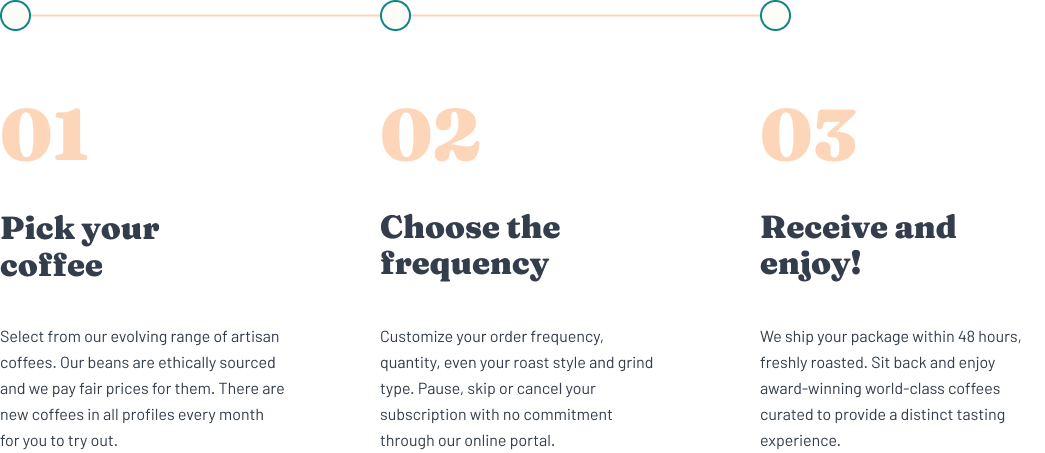 01
Pick your
coffee
Select from our evolving range of artisan
coffees. Our beans are ethically sourced
and we pay fair prices for them. There are
new coffees in all profiles every month
for you to try out.
02
Choose the
frequency
Customize your order frequency,
quantity, even your roast style and grind
type. Pause, skip or cancel your
subscription with no commitment
through our online portal.
03
Receive and
enjoy!
We ship your package within 48 hours,
freshly roasted. Sit back and enjoy
award-winning world-class coffees
curated to provide a distinct tasting
experience.